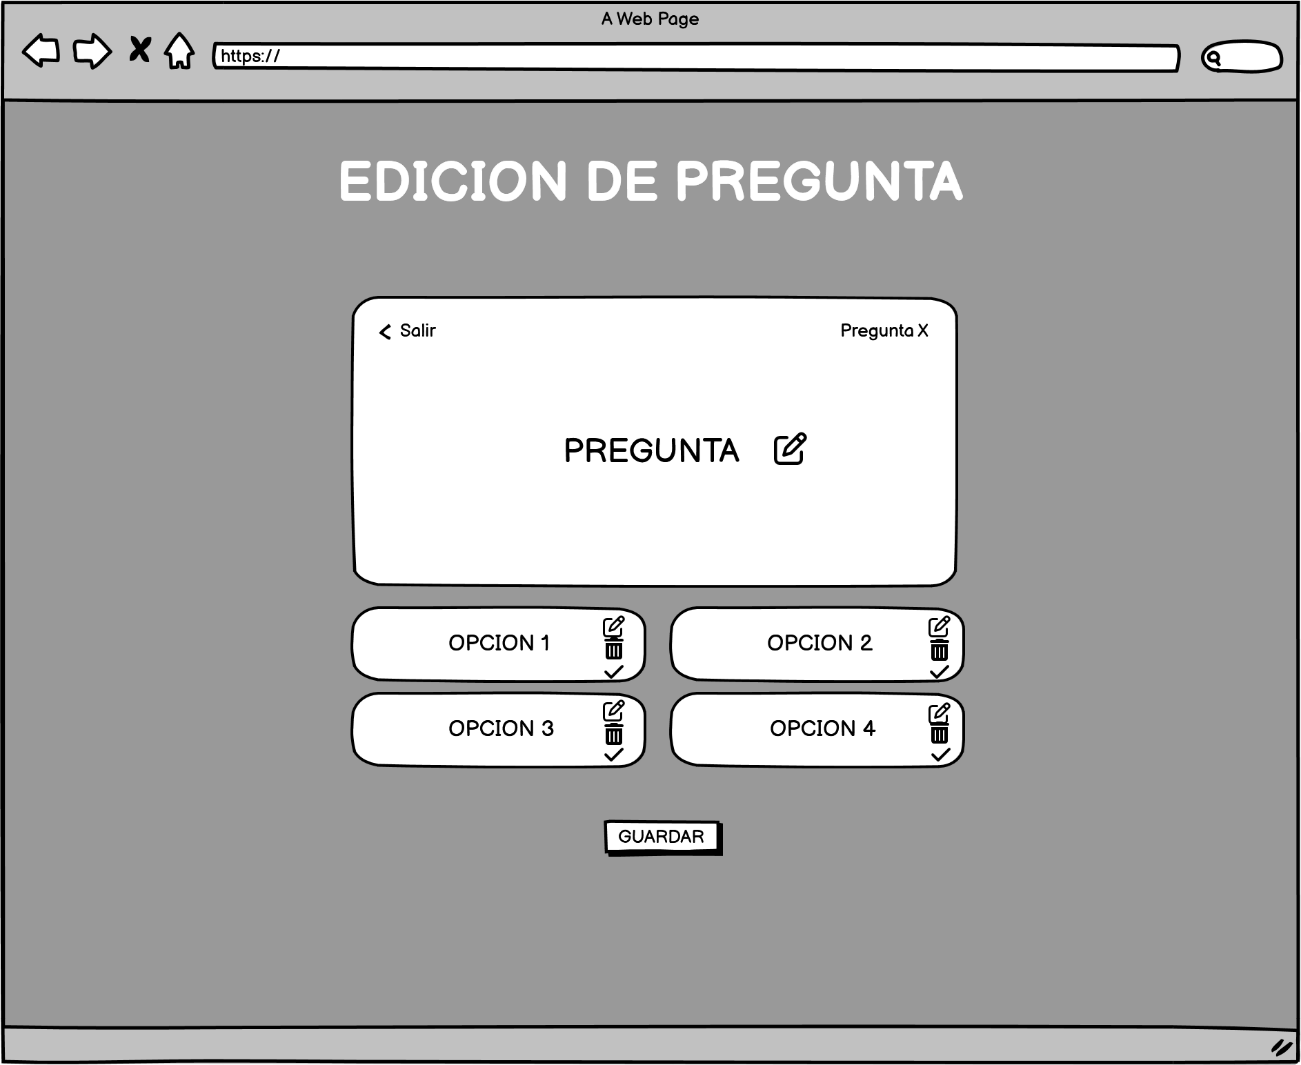 A Web Page
https://
EDICION DE PREGUNTA
Salir
Pregunta X
PREGUNTA
OPCION 1
OPCION 2
OPCION 3
OPCION 4
GUARDAR